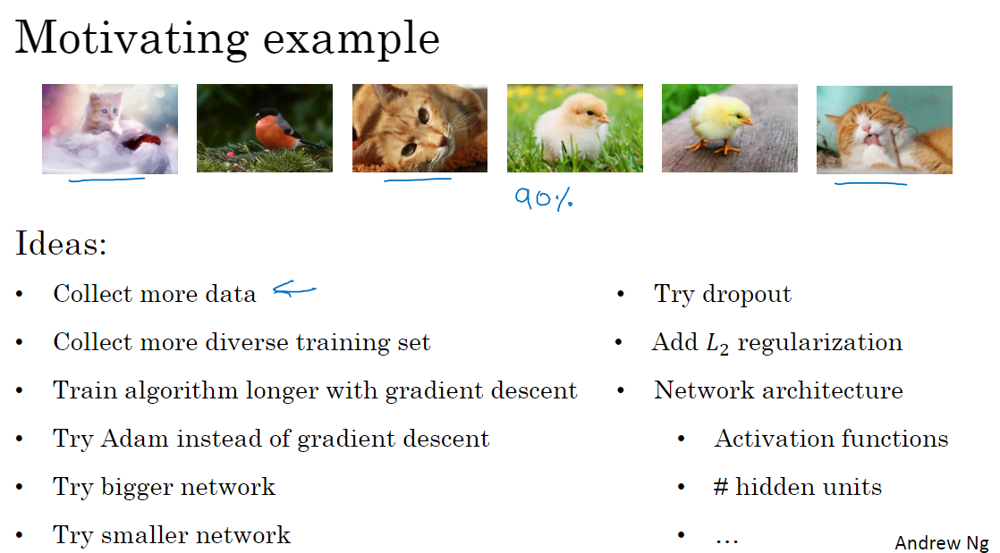 Motivating example
90%
Ideas:
• Collect more data
• Collect more diverse training set
• Train algorithm longer with gradient descent
• Try Adam instead of gradient descent
• Try bigger network
• Try smaller network
• Try dropout
• Add L₂ regularization
• Network architecture
• Activation functions
• # hidden units
• …
Andrew Ng